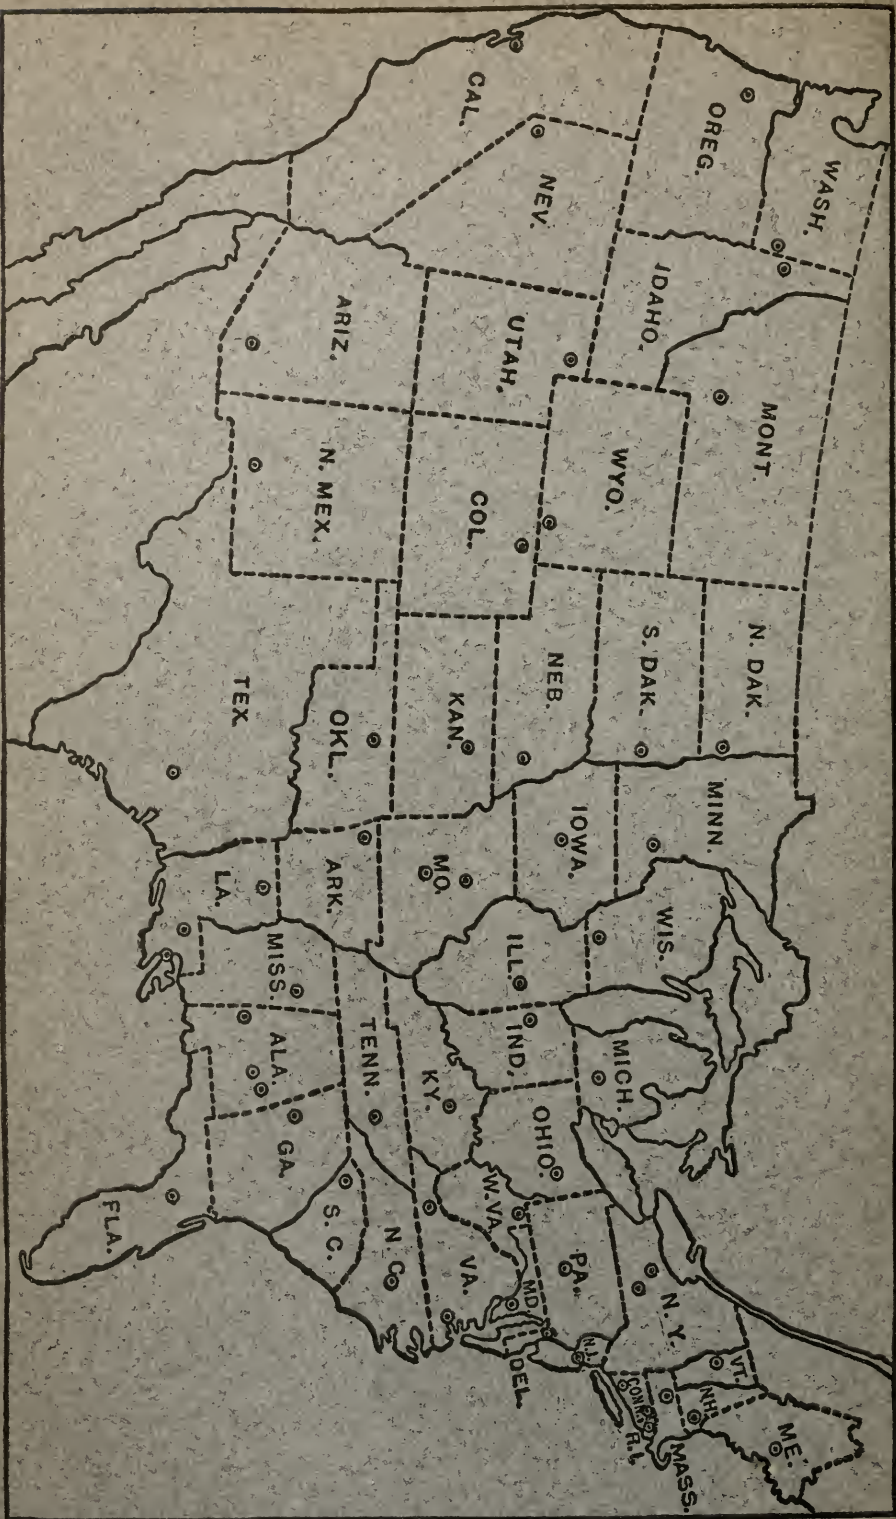 WASH.
OREG.
CAL.
NEV.
IDAHO.
MONT.
WYO.
UTAH.
COL.
ARIZ.
N. MEX.
N. DAK.
S. DAK.
NEB.
KAN.
OKL.
TEX.
MINN.
IOWA.
MO.
ARK.
LA.
WIS.
ILL.
MICH.
IND.
OHIO.
KY.
TENN.
MISS.
ALA.
GA.
FLA.
S. C.
N. C.
VA.
W. VA.
MD.
DEL.
PA.
N. J.
N. Y.
CONN.
R. I.
MASS.
VT.
N H.
ME.